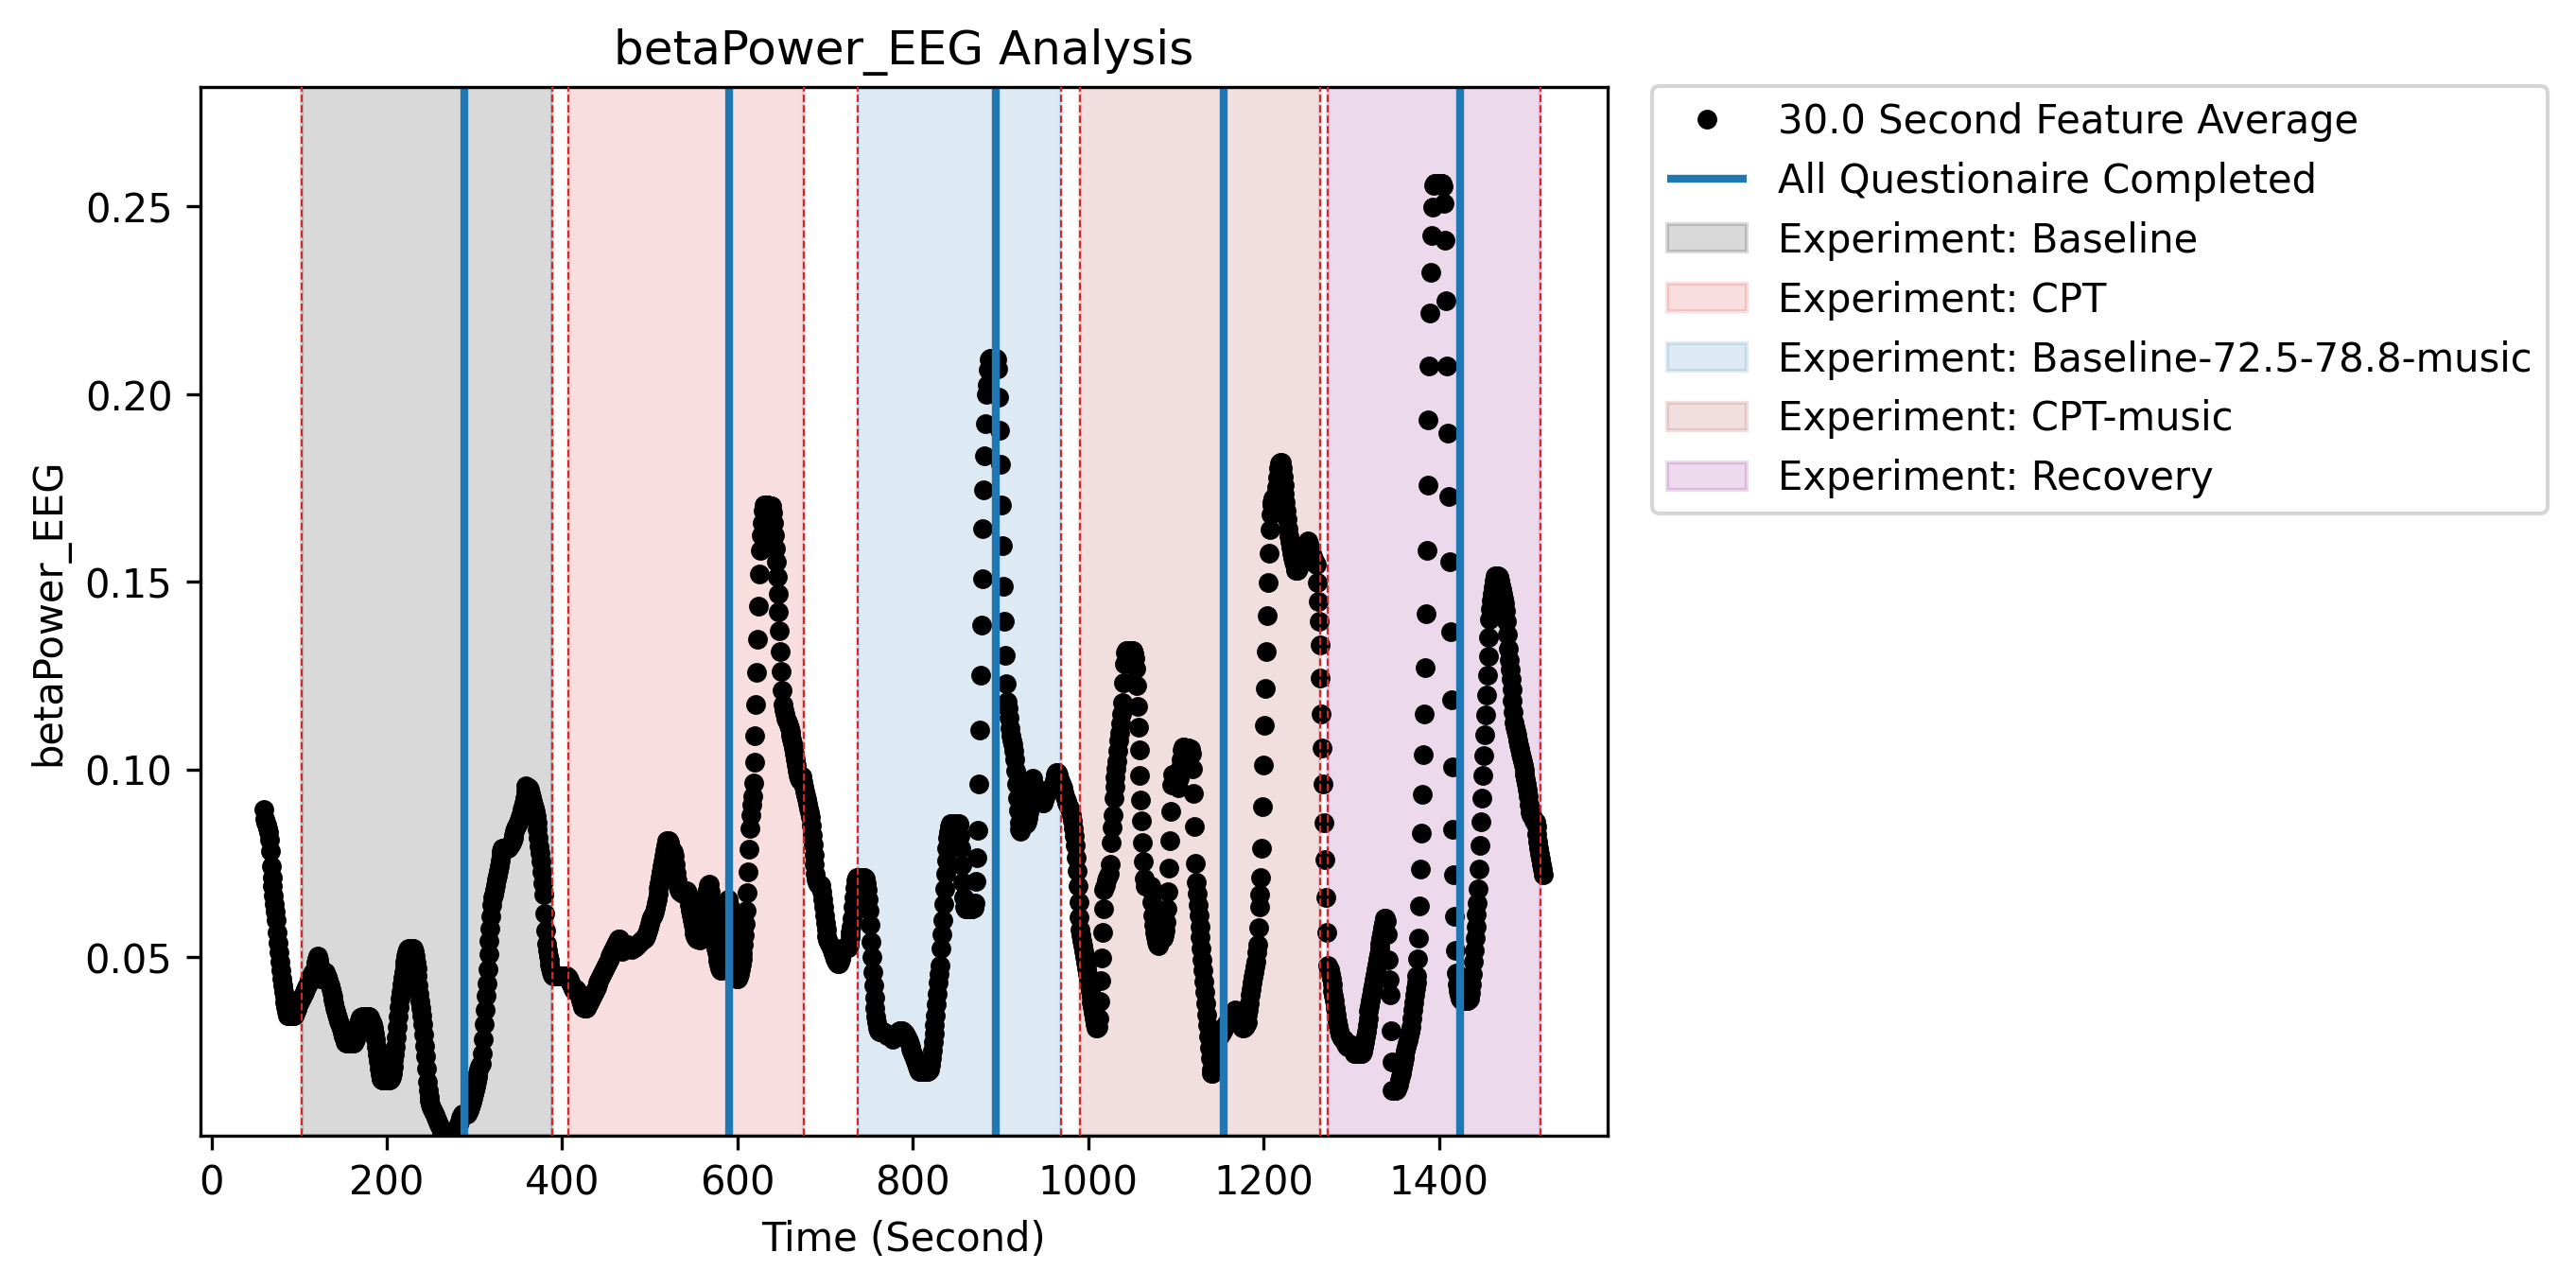 betaPower_EEG Analysis
betaPower_EEG
0.25
0.20
0.15
0.10
0.05
0 200 400 600 800 1000 1200 1400
Time (Second)
30.0 Second Feature Average
All Questionaire Completed
Experiment: Baseline
Experiment: CPT
Experiment: Baseline-72.5-78.8-music
Experiment: CPT-music
Experiment: Recovery